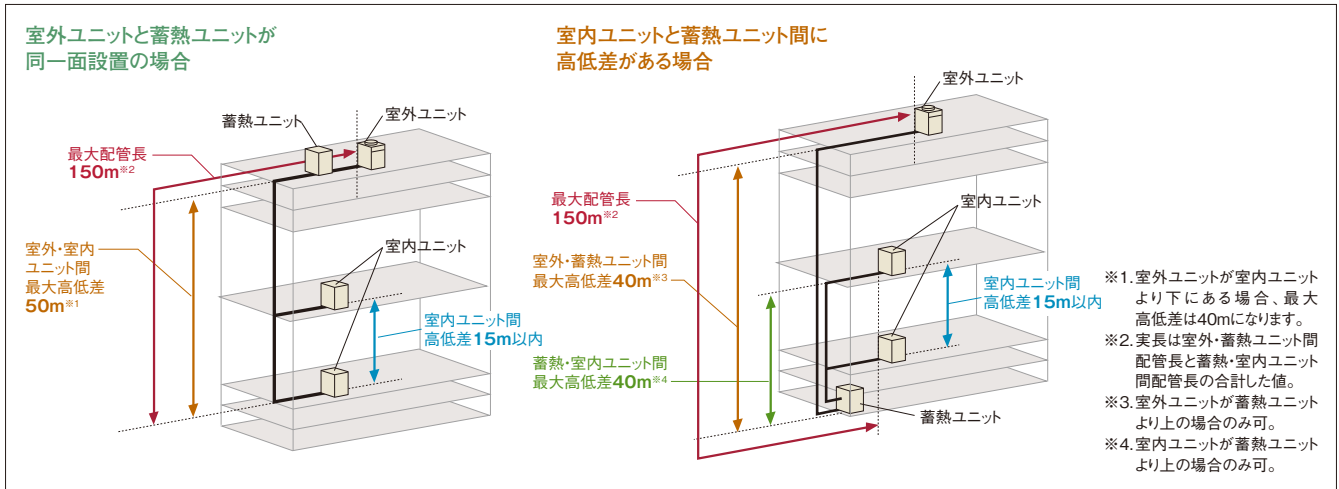 室外ユニットと蓄熱ユニットが
同一面設置の場合
蓄熱ユニット
室外ユニット
最大配管長
150m※2
室外・室内
ユニット間
最大高低差
50m※1
室内ユニット
室内ユニット間
高低差15m以内
室内ユニットと蓄熱ユニット間に
高低差がある場合
室外ユニット
最大配管長
150m※2
室内ユニット
室外・蓄熱ユニット間
最大高低差40m※3
室内ユニット間
高低差15m以内
蓄熱・室内ユニット間
最大高低差40m※4
蓄熱ユニット
※1.室外ユニットが室内ユニット
より下にある場合、最大
高低差は40mになります。
※2.実長は室外・蓄熱ユニット間
配管長と蓄熱・室内ユニット
間配管長の合計した値。
※3.室外ユニットが蓄熱ユニット
より上の場合のみ可。
※4.室内ユニットが蓄熱ユニット
より上の場合のみ可。